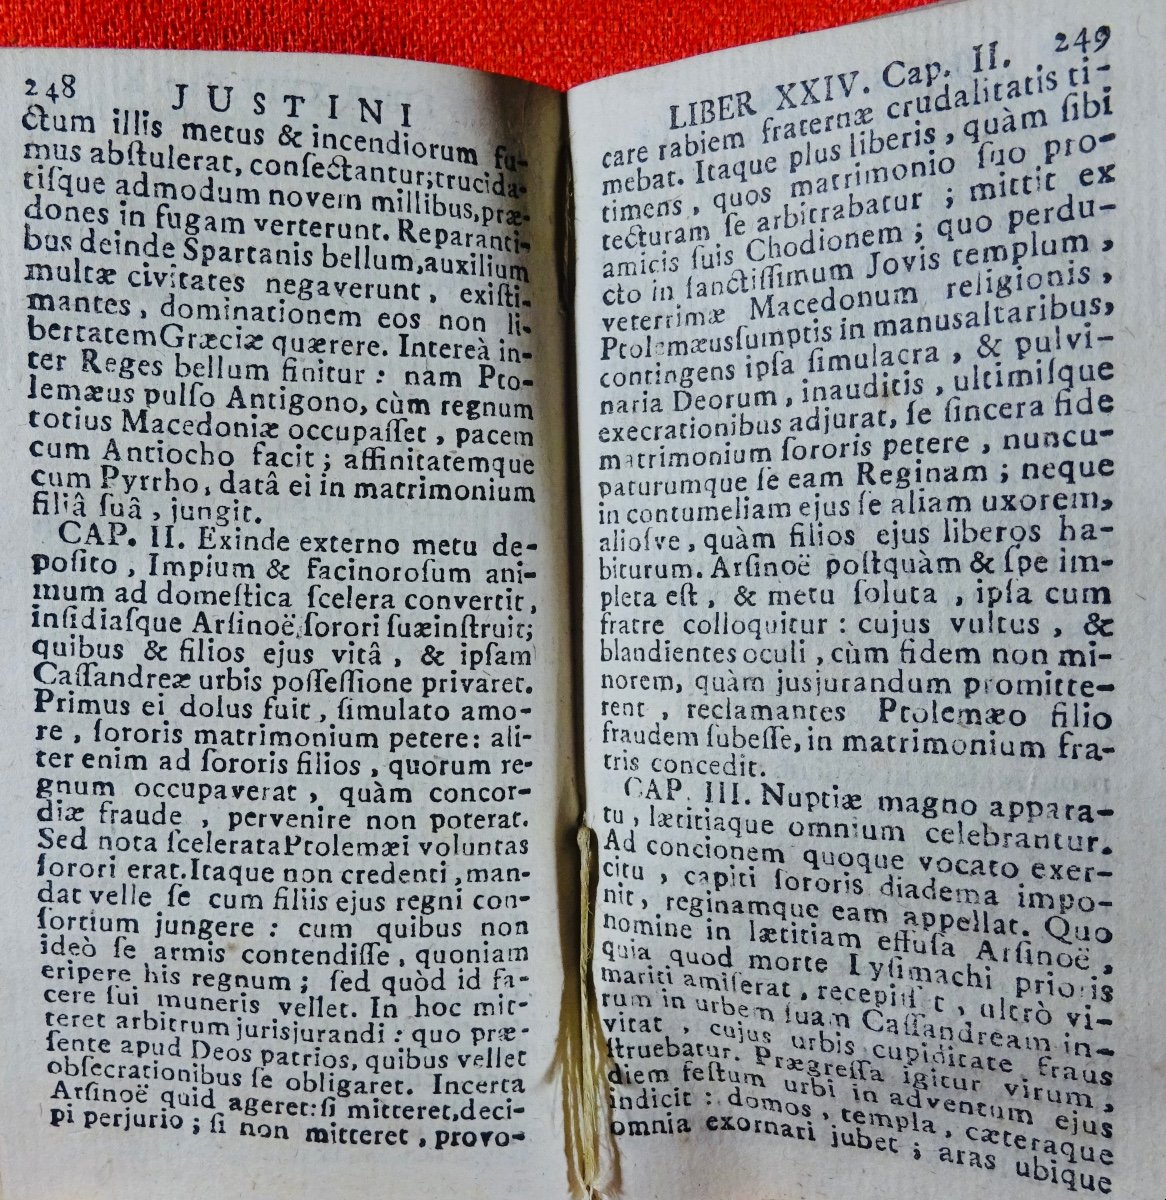 248 JUSTINI
ctum illis metus & incendiorum fu-
mus abſtulerat, conſectantur; trucida-
tiſque admodum novem millibus, præ-
dones in fugam verterunt. Reparanti-
bus deinde Spartanis bellum, auxilium
multæ civitates negaverunt, exiſti-
mantes, dominationem eos non li-
bertatem Græciæ quærere. Intereà in-
ter Reges bellum finitur: nam Pto-
lemæus pulſo Antigono, cùm regnum
totius Macedoniæ occupaſſet, pacem
cum Antiocho facit; affinitatemque
cum Pyrrho, datâ ei in matrimonium
filiâ ſuâ, jungit.
CAP. II. Exinde externo metu de-
poſito, Impium & facinoroſum ani-
mum ad domeſtica ſcelera convertit,
inſidiaſque Arſinoë, ſorori ſuæ inſtruit;
quibus & filios ejus vitâ, & ipſam
Caſſandreæ urbis poſſeſſione privaret.
Primus ei dolus fuit, ſimulato amo-
re, ſororis matrimonium petere: ali-
ter enim ad ſororis filios, quorum re-
gnum occupaverat, quàm concor-
diæ fraude, pervenire non poterat.
Sed nota ſcelerata Ptolemæi voluntas
ſorori erat. Itaque non credenti, man-
dat velle ſe cum filiis ejus regni con-
ſortium jungere: cum quibus non
ideò ſe armis contendiſſe, quoniam
eripere his regnum; ſed quòd id fa-
cere ſui muneris vellet. In hoc mit-
teret arbitrum jurisjurandi: quo præ-
ſente apud Deos patrios, quibus vellet
obſecrationibus ſe obligaret. Incerta
Arſinoë quid ageret: ſi mitteret, deci-
pi perjurio; ſi non mitteret, provo-
LIBER XXIV. Cap. II. 249
care rabiem fraternæ crudalitatis ti-
mebat. Itaque plus liberis, quàm ſibi
timens, quos matrimonio ſuo pro-
tecturam ſe arbitrabatur; mittit ex
amicis ſuis Chodionem; quo perdu-
cto in ſanctiſſimum Jovis templum,
veterrimæ Macedonum religionis,
Ptolemæus ſumptis in manus altaribus,
contingens ipſa ſimulacra, & pulvi-
naria Deorum, inauditis, ultimiſque
execrationibus adjurat, ſe ſincera fide
matrimonium ſororis petere, nuncu-
paturumque ſe eam Reginam; neque
in contumeliam ejus ſe aliam uxorem,
alioſve, quàm filios ejus liberos ha-
biturum. Arſinoë poſtquàm & ſpe im-
pleta eſt, & metu ſoluta, ipſa cum
fratre colloquitur: cujus vultus, &
blandientes oculi, cùm fidem non mi-
norem, quàm jusjurandum promitte-
rent, reclamantes Ptolemæo filio
fraudem ſubeſſe, in matrimonium fra-
tris concedit.
CAP. III. Nuptiæ magno appara-
tu, lætitiaque omnium celebrantur.
Ad concionem quoque vocato exer-
citu, capiti ſororis diadema impo-
nit, reginamque eam appellat. Quo
nomine in lætitiam effuſa Arſinoë,
quia quod morte Lyſimachi prioris
mariti amiſerat, recepiſſet, ultrò vi-
rum in urbem ſuam Caſſandream in-
vitat, cujus urbis cupiditate fraus
ſtruebatur. Prægreſſa igitur virum,
diem feſtum urbi in adventum ejus
indicit: domos, templa, cæteraque
omnia exornari jubet; aras ubique